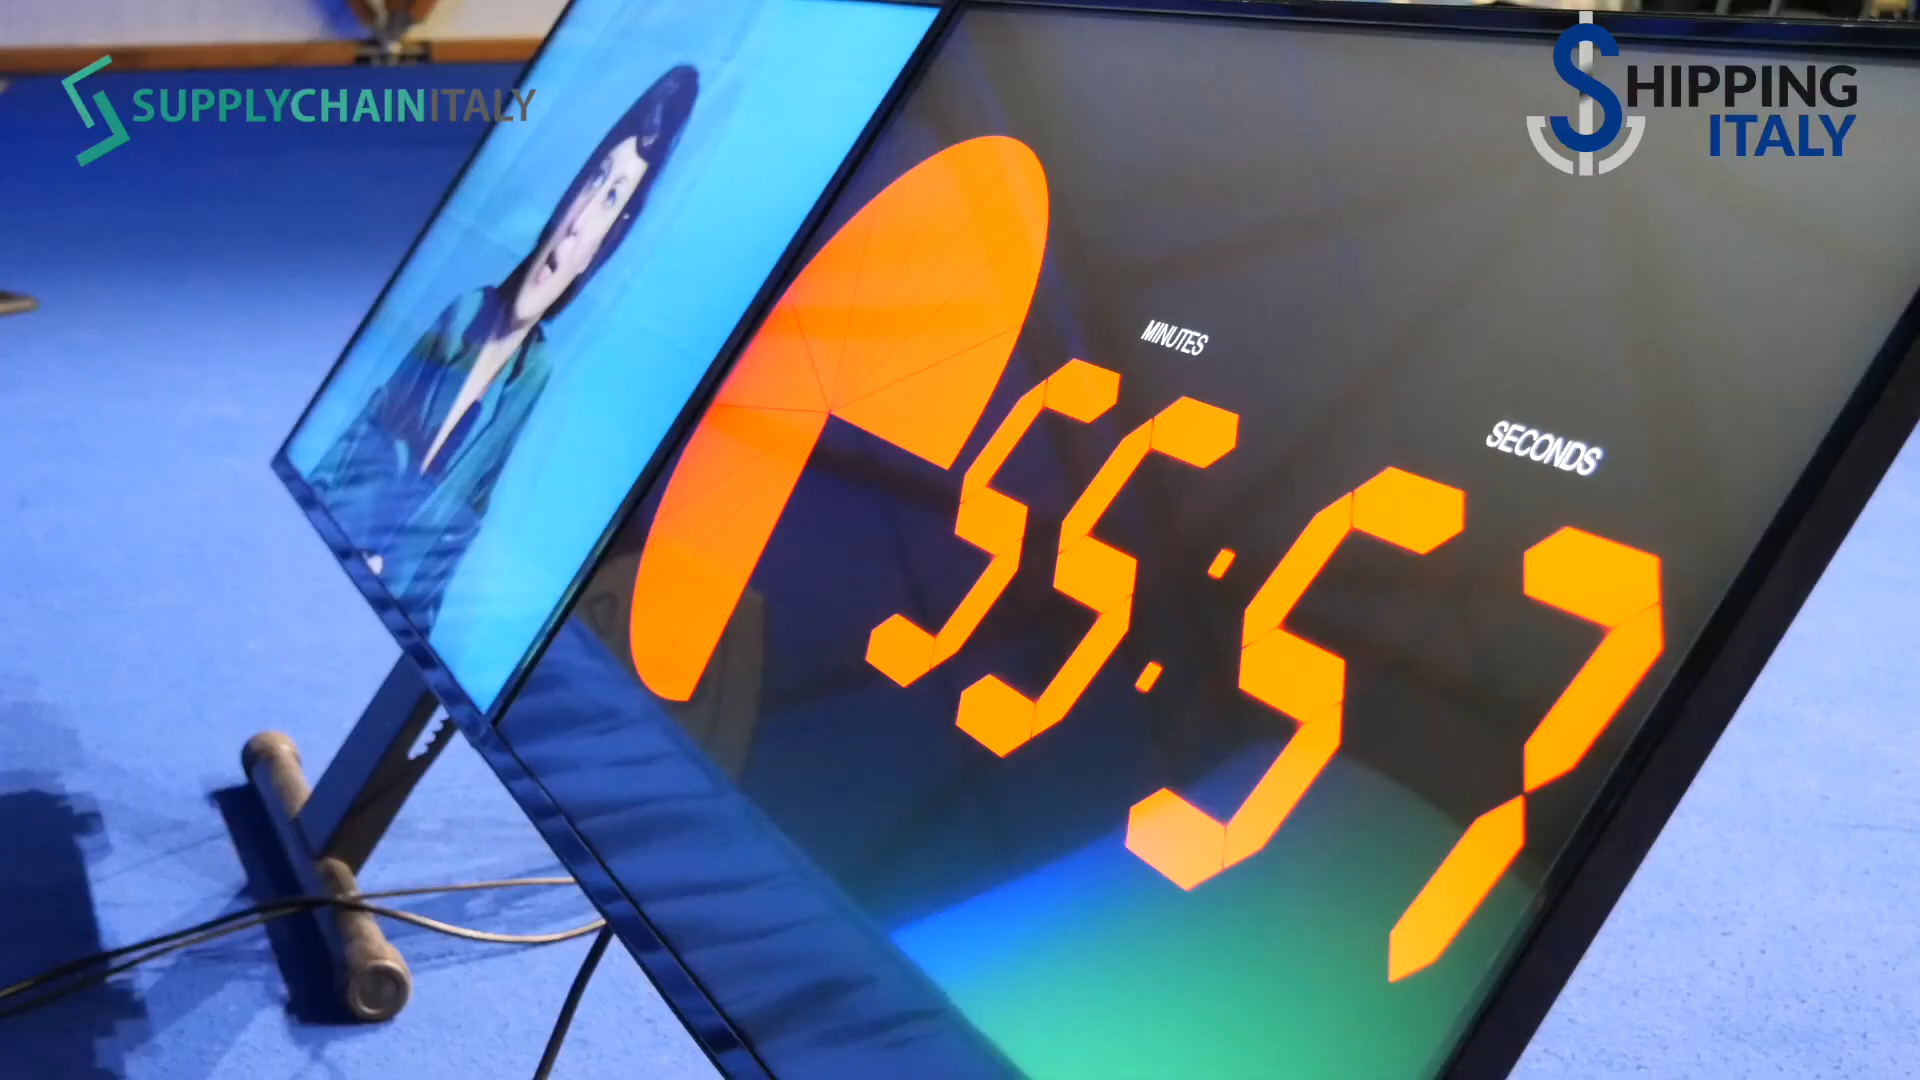 SUPPLYCHAINITALY
SHIPPING
ITALY
MINUTES
SECONDS
55:57